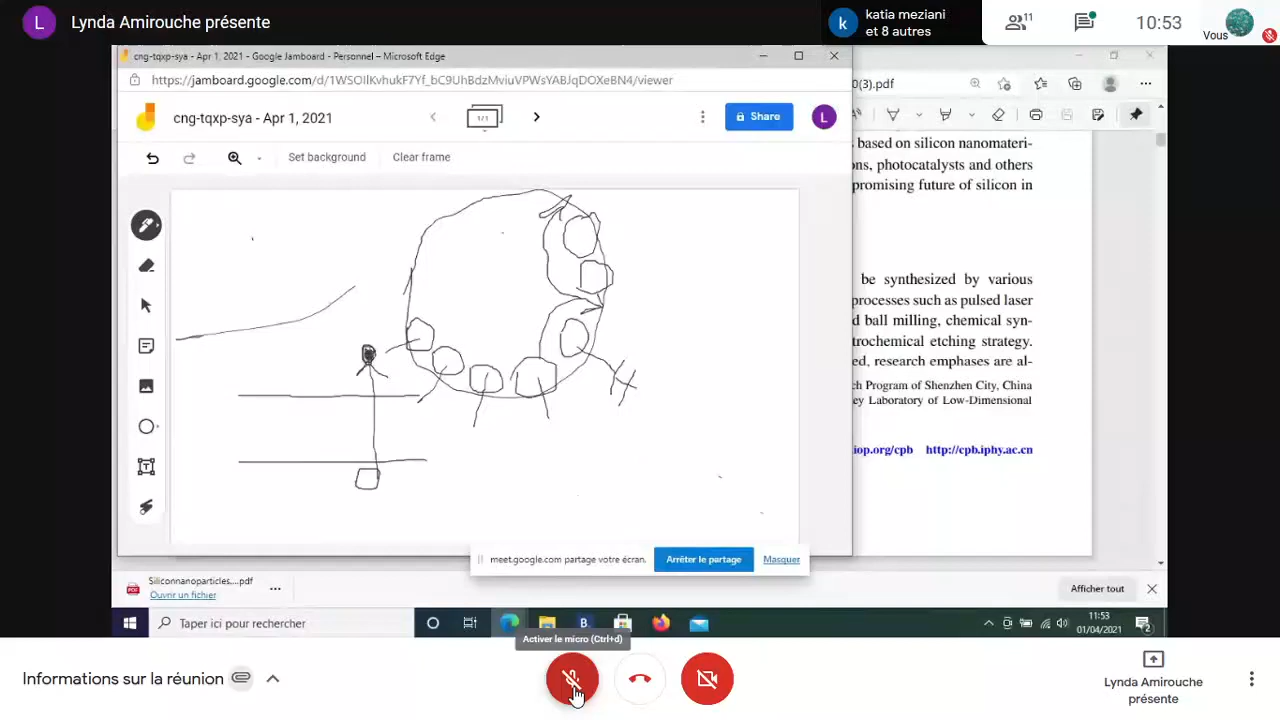 L Lynda Amirouche présente
k katia meziani
et 8 autres
11
10:53
Vous
cng-tqxp-sya - Apr 1, 2021 - Google Jamboard - Personnel - Microsoft Edge
https://jamboard.google.com/d/1WSOIlKvhukF7Yf_bC9UhBdzMviuVPWsYABJqDOXeBN4/viewer
0(3).pdf
cng-tqxp-sya - Apr 1, 2021
1/1
Share
L
Set background
Clear frame
based on silicon nanomateri-
ons, photocatalysts and others
promising future of silicon in
be synthesized by various
processes such as pulsed laser
d ball milling, chemical syn-
trochemical etching strategy.
ed, research emphases are al-
ch Program of Shenzhen City, China
ey Laboratory of Low-Dimensional
iop.org/cpb http://cpb.iphy.ac.cn
meet.google.com partage votre écran.
Arrêter le partage
Masquer
Siliconnanoparticles....pdf
Ouvrir un fichier
Afficher tout
Taper ici pour rechercher
11:53
01/04/2021
2
Activer le micro (Ctrl+d)
Informations sur la réunion
Lynda Amirouche
présente